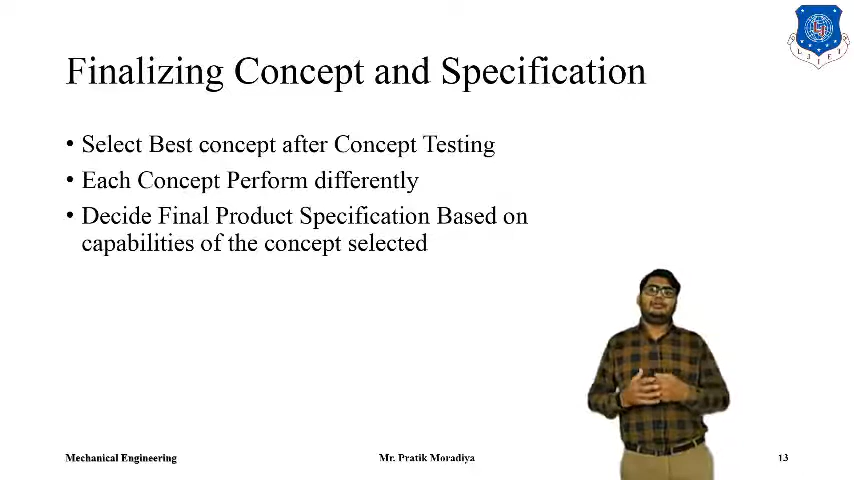 Finalizing Concept and Specification
• Select Best concept after Concept Testing
• Each Concept Perform differently
• Decide Final Product Specification Based on
capabilities of the concept selected
Mechanical Engineering
Mr. Pratik Moradiya
13